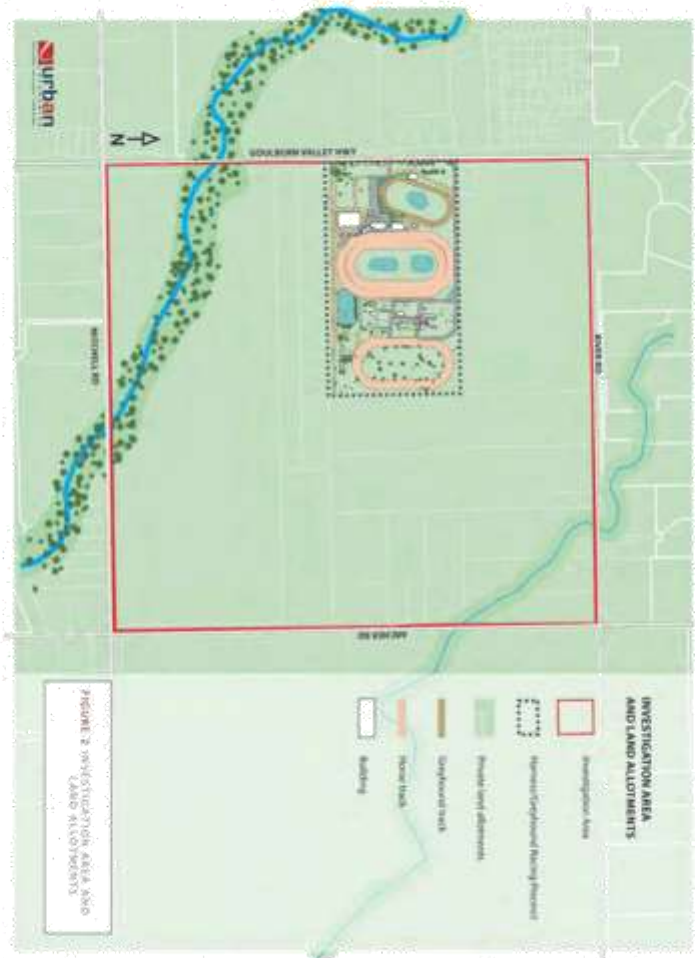 urban
N
GOULBURN VALLEY HWY
RIVER RD
MITCHELL RD
ARCHER RD
INVESTIGATION AREA
AND LAND ALLOTMENTS
Investigation Area
Harness/Greyhound Racing Precinct
Private land allotments
Greyhound track
Horse track
Building
FIGURE 2 INVESTIGATION AREA AND
LAND ALLOTMENTS